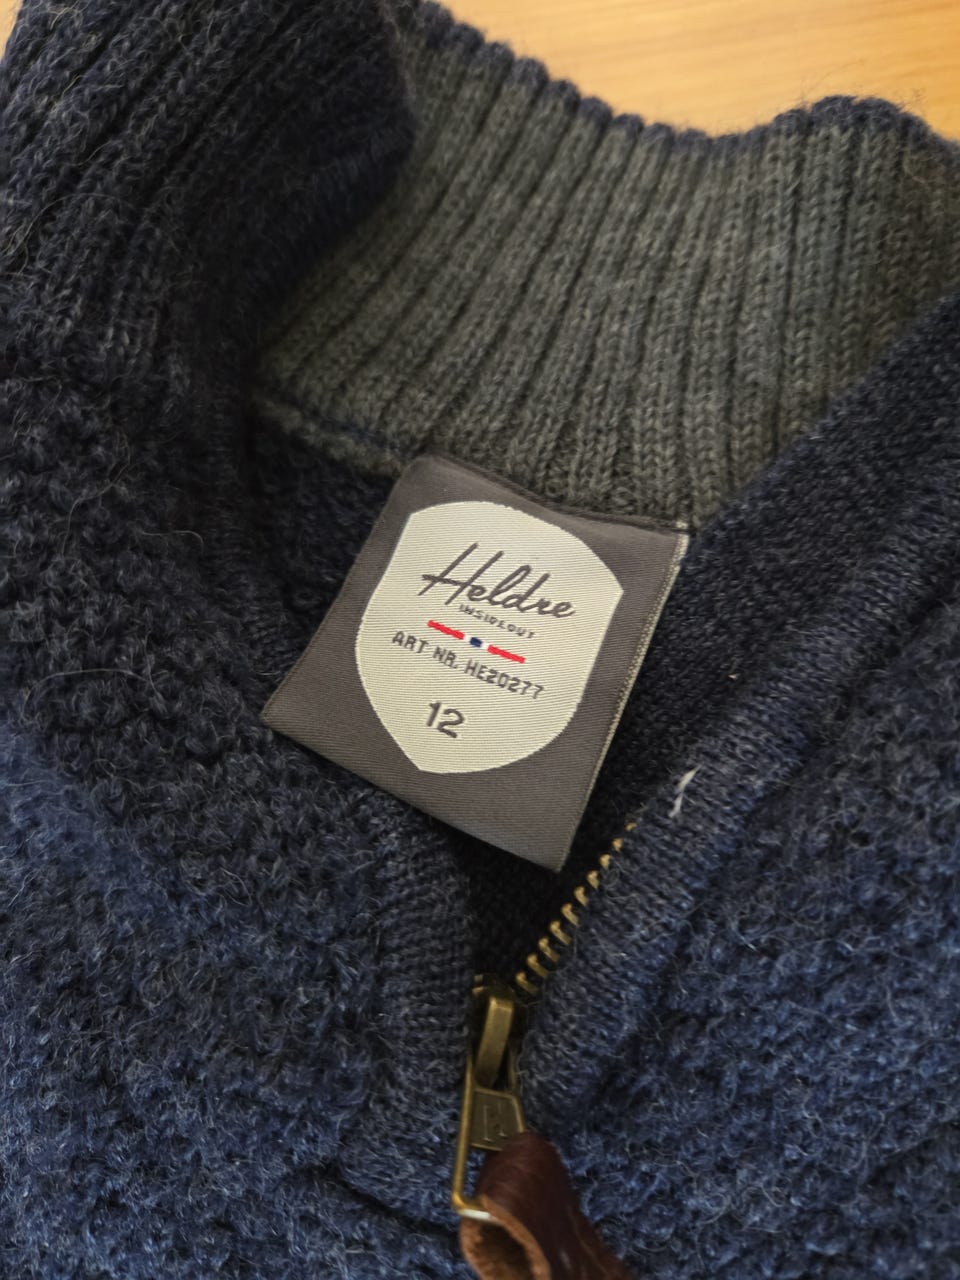 Heldre
INSIDEOUT
ART NR. HE20277
12
H